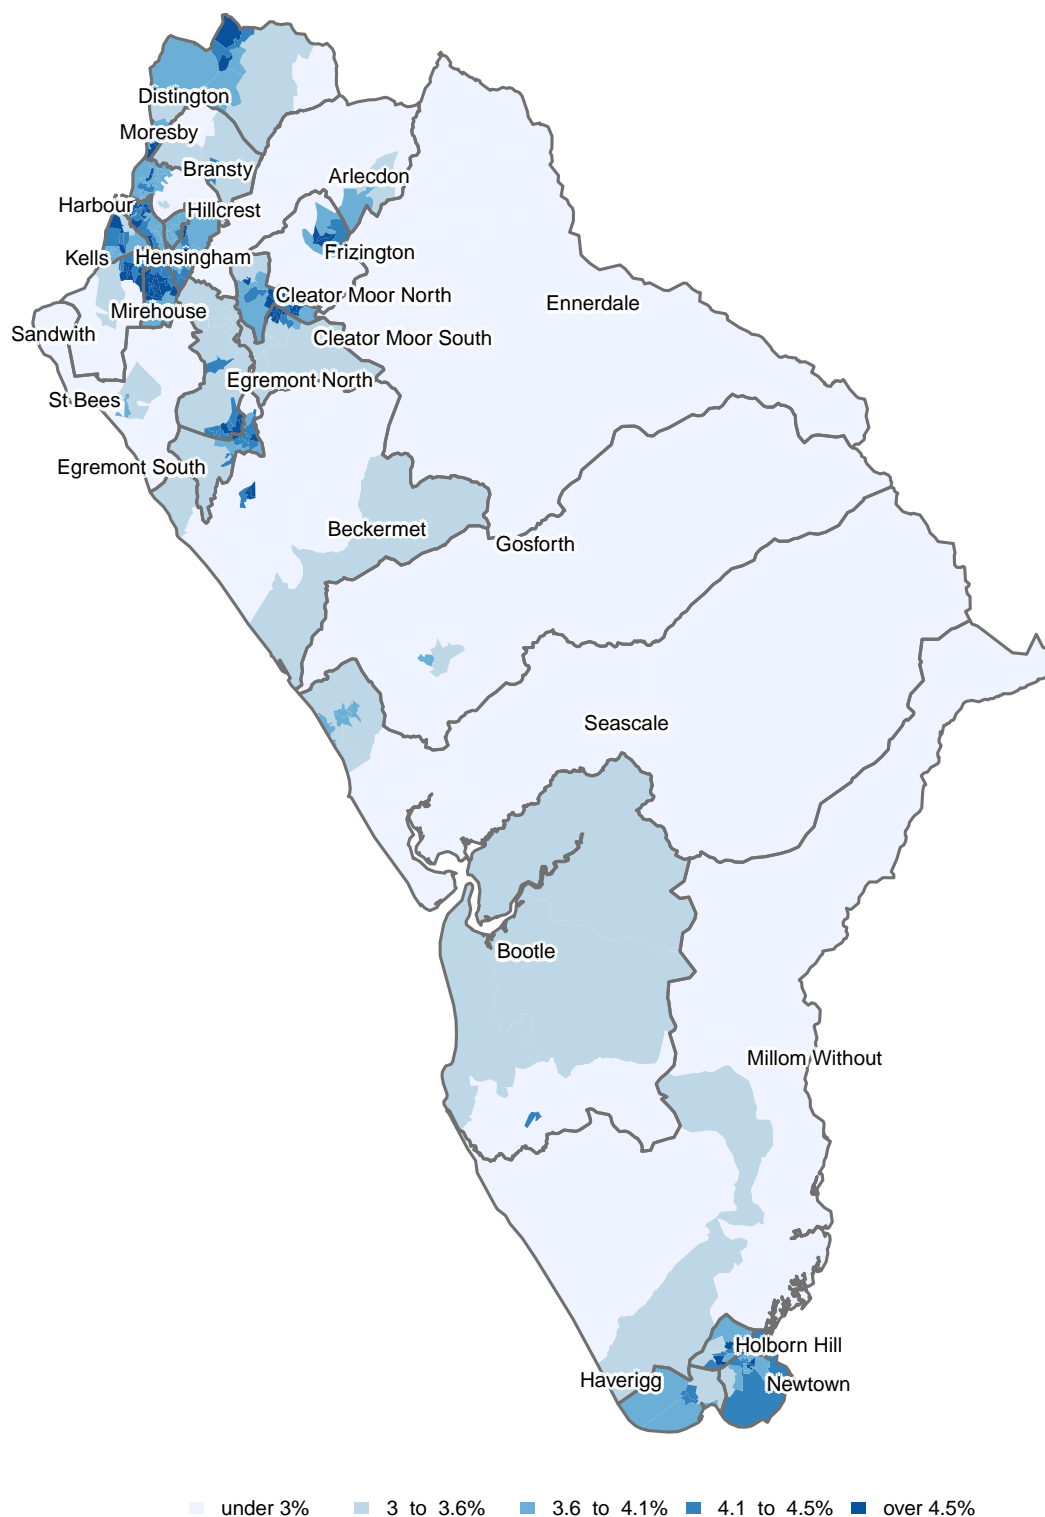 Distington
Moresby
Bransty
Arlecdon
Harbour
Hillcrest
Frizington
Kells
Hensingham
Cleator Moor North
Ennerdale
Mirehouse
Sandwith
Cleator Moor South
Egremont North
St Bees
Egremont South
Beckermet
Gosforth
Seascale
Bootle
Millom Without
Holborn Hill
Haverigg
Newtown
under 3% 3 to 3.6% 3.6 to 4.1% 4.1 to 4.5% over 4.5%